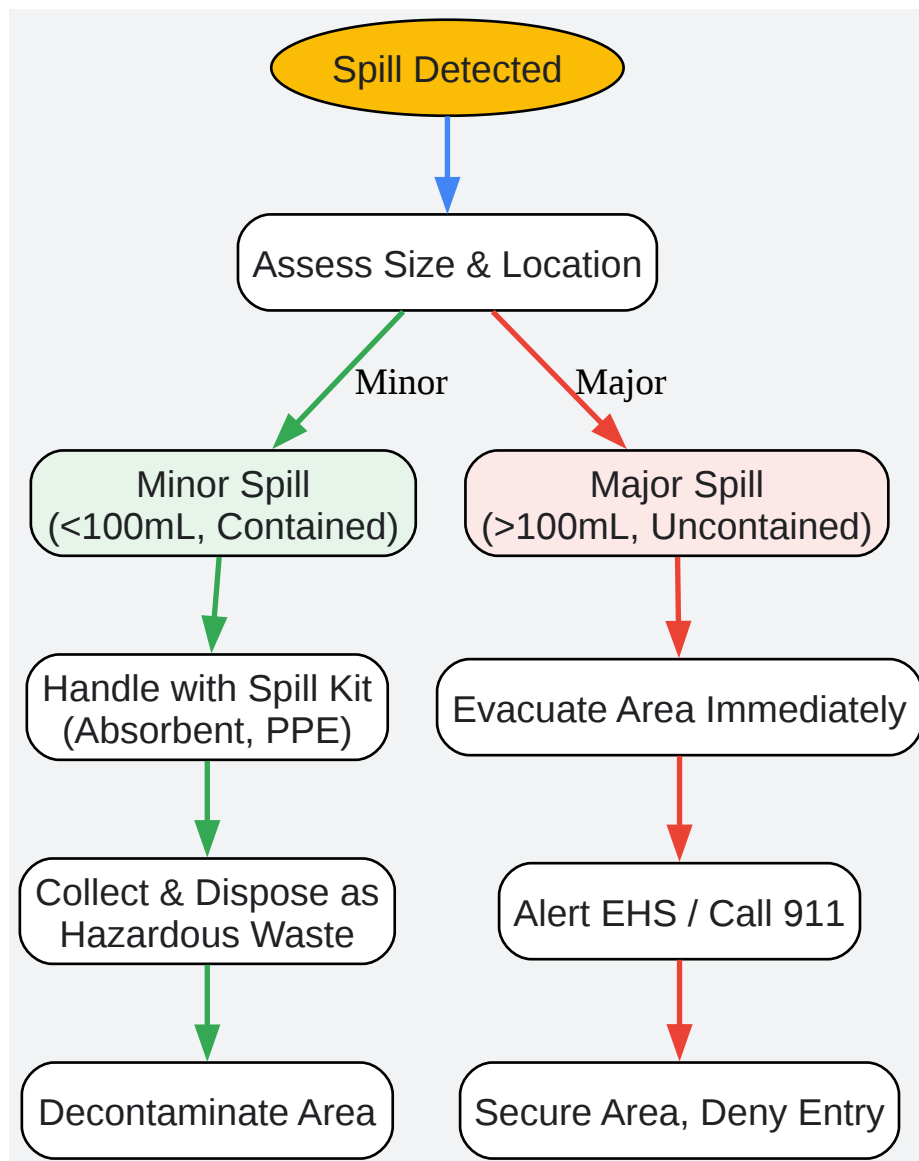 Spill Detected
Assess Size & Location
Minor
Major
Minor Spill
(<100mL, Contained)
Major Spill
(>100mL, Uncontained)
Handle with Spill Kit
(Absorbent, PPE)
Evacuate Area Immediately
Collect & Dispose as
Hazardous Waste
Alert EHS / Call 911
Decontaminate Area
Secure Area, Deny Entry